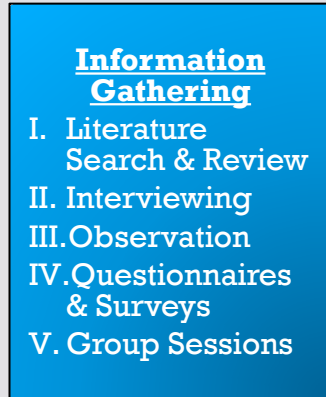 Information
Gathering
I. Literature
Search & Review
II. Interviewing
III.Observation
IV.Questionnaires
& Surveys
V. Group Sessions